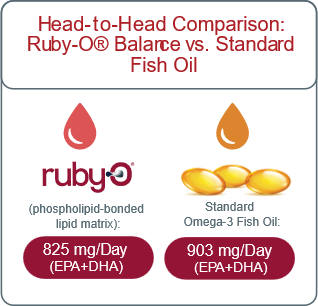 Head-to-Head Comparison:
Ruby-O® Balance vs. Standard
Fish Oil
ruby-O®
(phospholipid-bonded
lipid matrix):
825 mg/Day
(EPA+DHA)
Standard
Omega-3 Fish Oil:
903 mg/Day
(EPA+DHA)